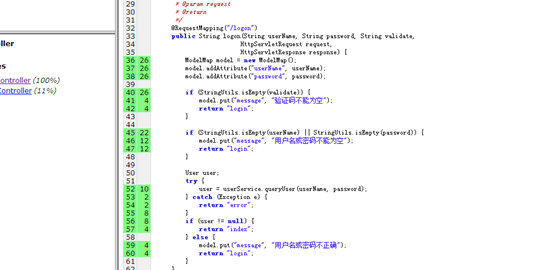 29 * @param request
30 * @return
31 */
32 @RequestMapping("/logon")
33 public String logon(String userName, String password, String validate,
34 HttpServletRequest request,
35 HttpServletResponse response) {
36 26 ModelMap model = new ModelMap();
37 26 model.addAttribute("userName", userName);
38 26 model.addAttribute("password", password);
39
40 26 if (StringUtils.isEmpty(validate)) {
41 4 model.put("message", "验证码不能为空");
42 4 return "login";
43 }
44
45 22 if (StringUtils.isEmpty(userName) || StringUtils.isEmpty(password)) {
46 12 model.put("message", "用户名或密码不能为空");
47 12 return "login";
48 }
49
50 User user;
51 try {
52 10 user = userService.queryUser(userName, password);
53 2 } catch (Exception e) {
54 2 return "error";
55 8 }
56 8 if (user != null) {
57 4 return "index";
58 } else {
59 4 model.put("message", "用户名或密码不正确");
60 4 return "login";
61 }
62 }
ller
s
ontroller (100%)
Controller (11%)